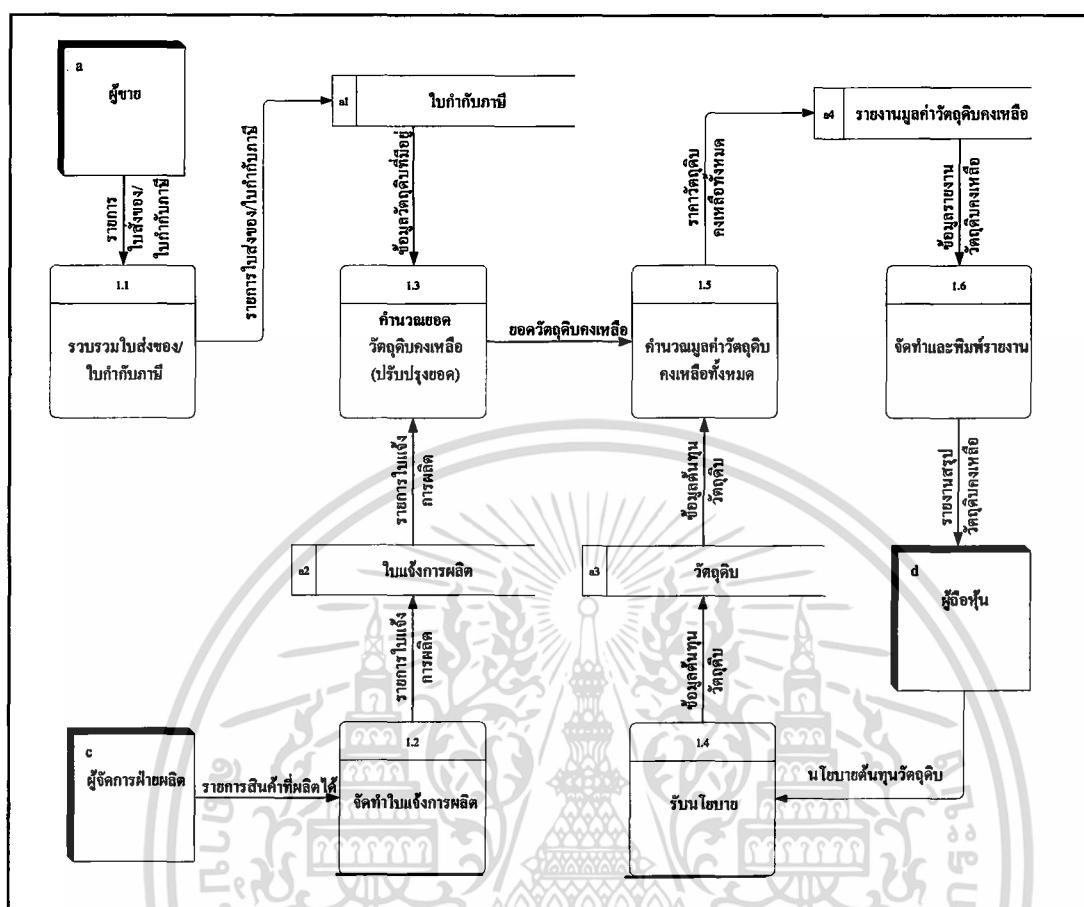 a
ผู้ขาย
รายการ
ใบส่งของ/
ใบกำกับภาษี
1.1
รวบรวมใบส่งของ/
ใบกำกับภาษี
รายการใบส่งของ/ใบกำกับภาษี
a1
ใบกำกับภาษี
ข้อมูลวัตถุดิบที่มีอยู่
1.3
คำนวณยอด
วัตถุดิบคงเหลือ
(ปรับปรุงยอด)
ยอดวัตถุดิบคงเหลือ
1.5
คำนวณมูลค่าวัตถุดิบ
คงเหลือทั้งหมด
ราคาวัตถุดิบ
คงเหลือทั้งหมด
a4
รายงานมูลค่าวัตถุดิบคงเหลือ
ข้อมูลรายงาน
วัตถุดิบคงเหลือ
1.6
จัดทำและพิมพ์รายงาน
รายการใบแจ้ง
การผลิต
a2
ใบแจ้งการผลิต
รายการใบแจ้ง
การผลิต
ข้อมูลต้นทุน
วัตถุดิบ
a3
วัตถุดิบ
ข้อมูลต้นทุน
วัตถุดิบ
รายงานสรุป
วัตถุดิบคงเหลือ
d
ผู้ถือหุ้น
c
ผู้จัดการฝ่ายผลิต
รายการสินค้าที่ผลิตได้
1.2
จัดทำใบแจ้งการผลิต
1.4
รับนโยบาย
นโยบายต้นทุนวัตถุดิบ